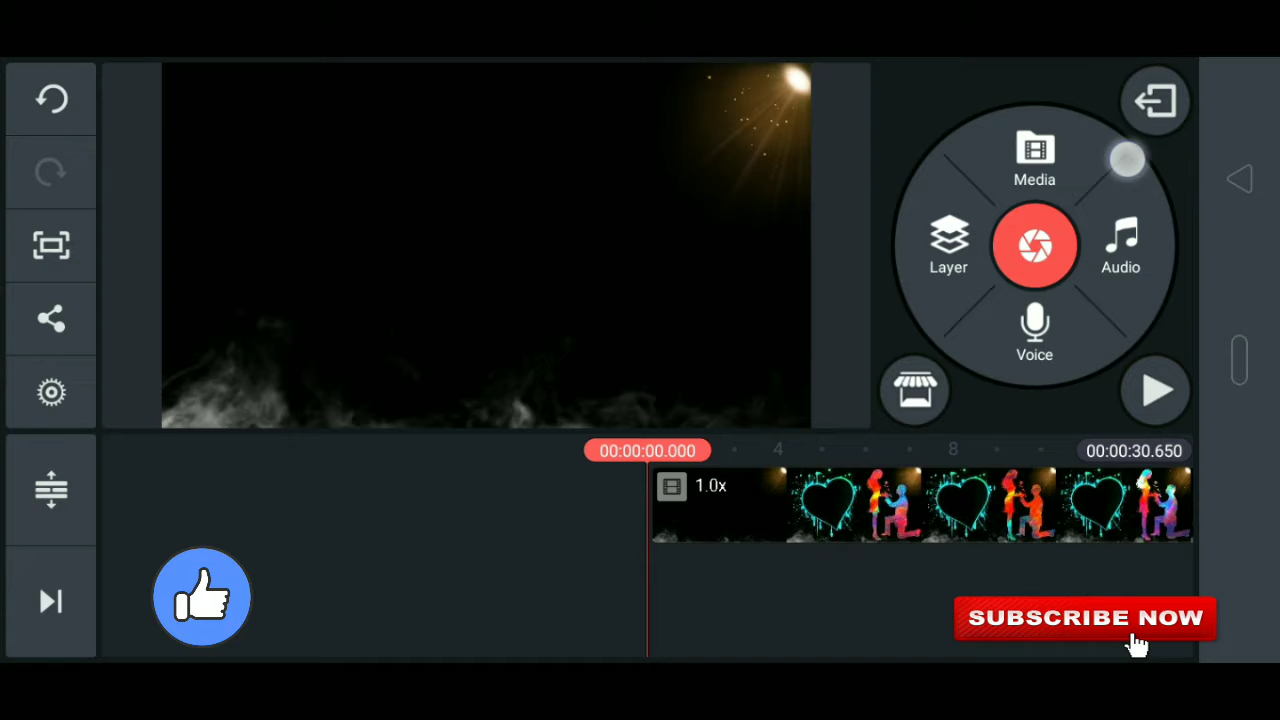 Media
Layer
Audio
Voice
00:00:00.000
4
8
00:00:30.650
1.0x
SUBSCRIBE NOW